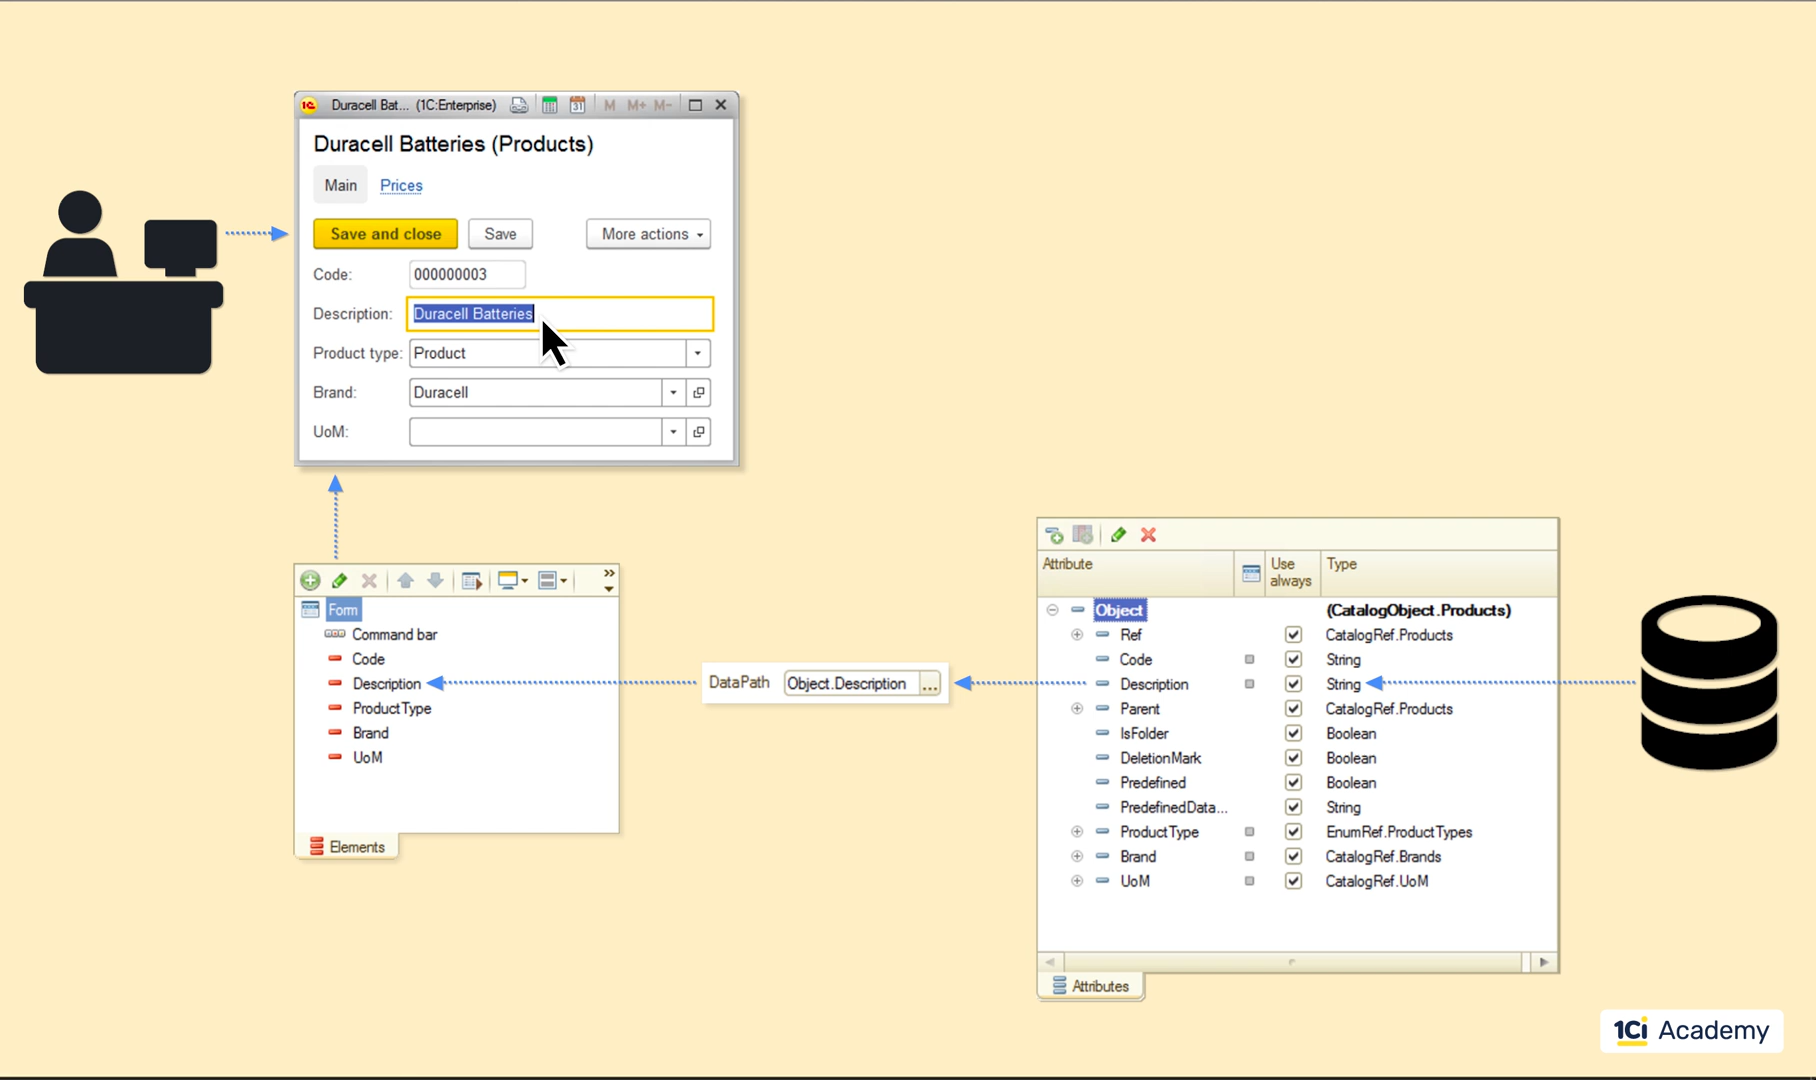 Duracell Bat... (1C:Enterprise) 31 M M+ M-
Duracell Batteries (Products)
Main Prices
Save and close Save More actions
Code: 000000003
Description: Duracell Batteries
Product type: Product
Brand: Duracell
UoM:
Form
Command bar
Code
Description
ProductType
Brand
UoM
Elements
DataPath Object.Description ...
Attribute Use always Type
Object (CatalogObject.Products)
Ref CatalogRef.Products
Code String
Description String
Parent CatalogRef.Products
IsFolder Boolean
DeletionMark Boolean
Predefined Boolean
PredefinedData... String
ProductType EnumRef.ProductTypes
Brand CatalogRef.Brands
UoM CatalogRef.UoM
Attributes
1Ci Academy